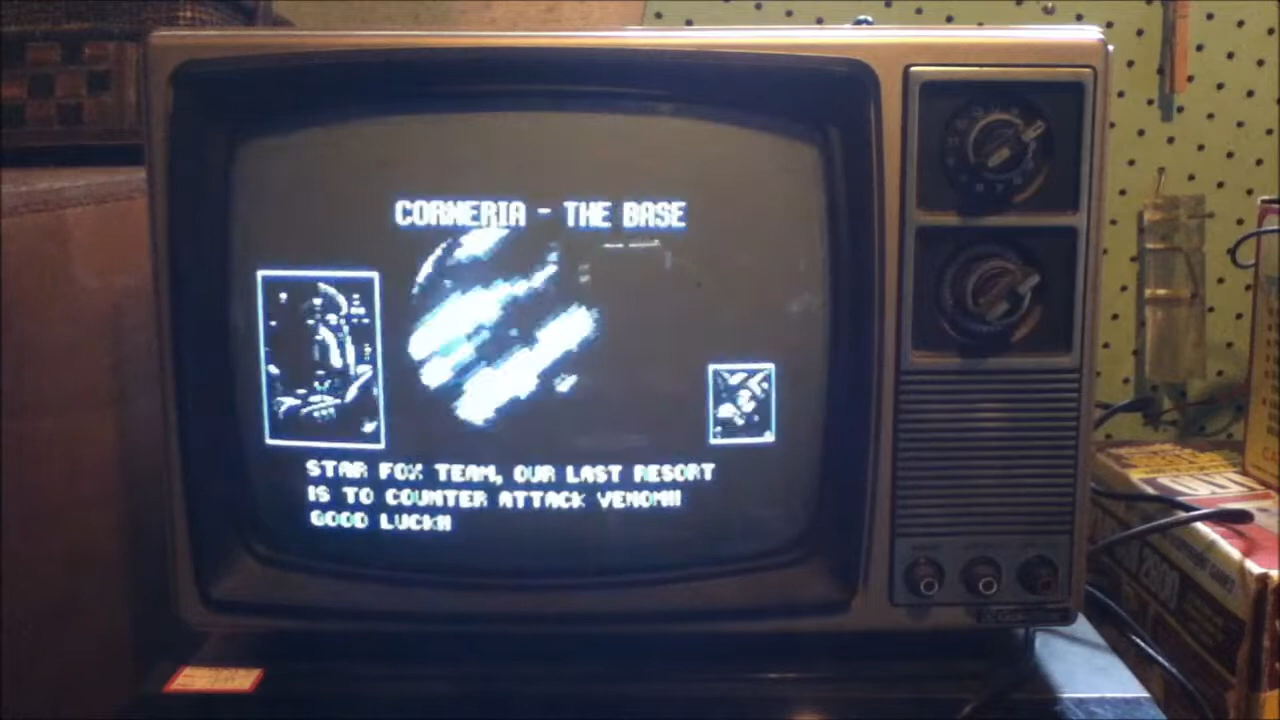 CORNERIA - THE BASE
STAR FOX TEAM, OUR LAST RESORT
IS TO COUNTER ATTACK VENOM!!
GOOD LUCK!!